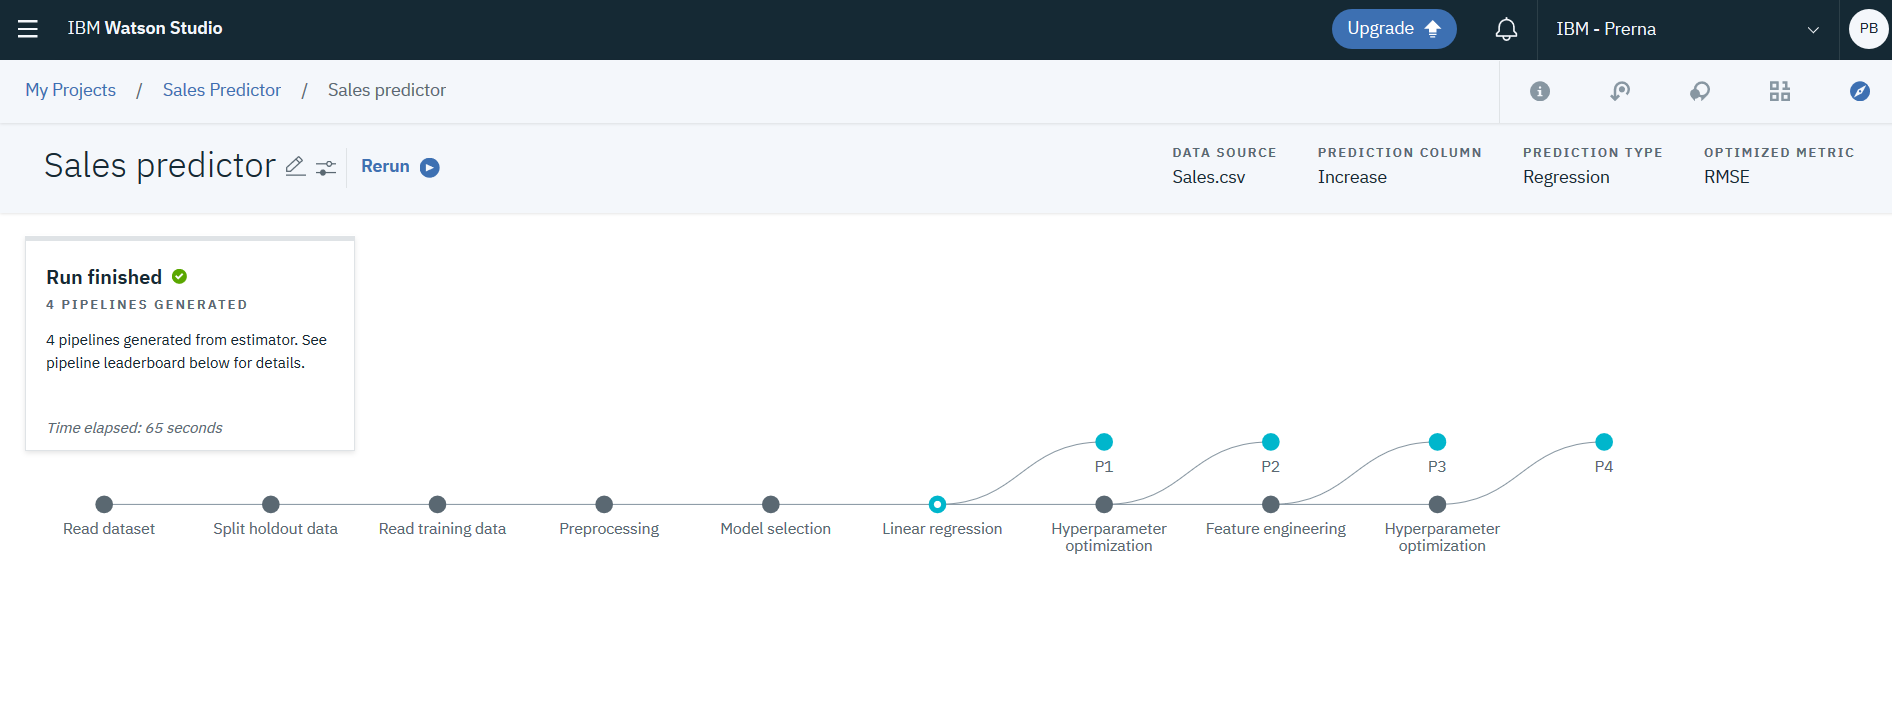 IBM Watson Studio
Upgrade
IBM - Prerna
PB
My Projects / Sales Predictor / Sales predictor
Sales predictor
Rerun
DATA SOURCE
Sales.csv
PREDICTION COLUMN
Increase
PREDICTION TYPE
Regression
OPTIMIZED METRIC
RMSE
Run finished
4 PIPELINES GENERATED
4 pipelines generated from estimator. See
pipeline leaderboard below for details.
Time elapsed: 65 seconds
P1
P2
P3
P4
Read dataset
Split holdout data
Read training data
Preprocessing
Model selection
Linear regression
Hyperparameter
optimization
Feature engineering
Hyperparameter
optimization